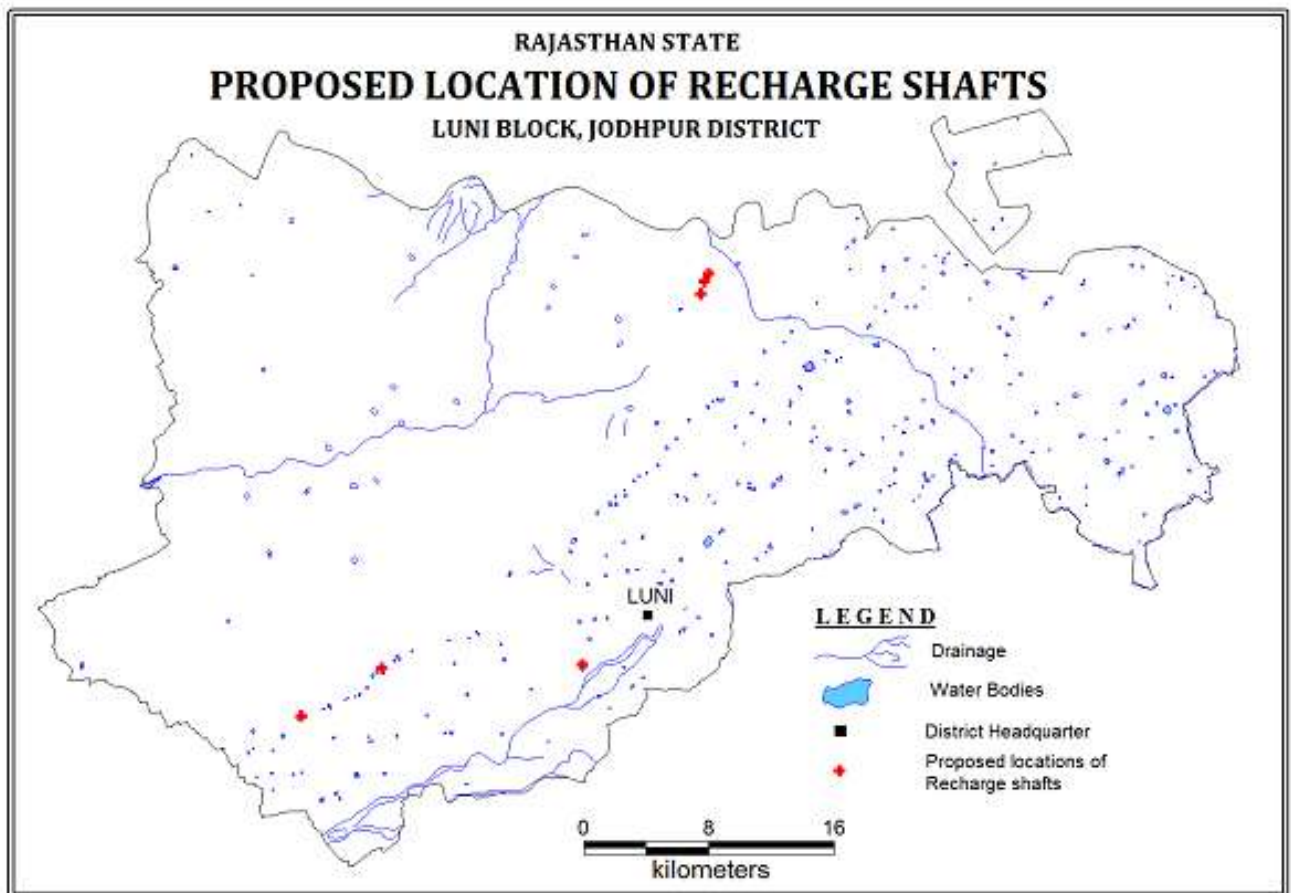 RAJASTHAN STATE
PROPOSED LOCATION OF RECHARGE SHAFTS
LUNI BLOCK, JODHPUR DISTRICT
LUNI
LEGEND
Drainage
Water Bodies
District Headquarter
Proposed locations of
Recharge shafts
0 8 16
kilometers